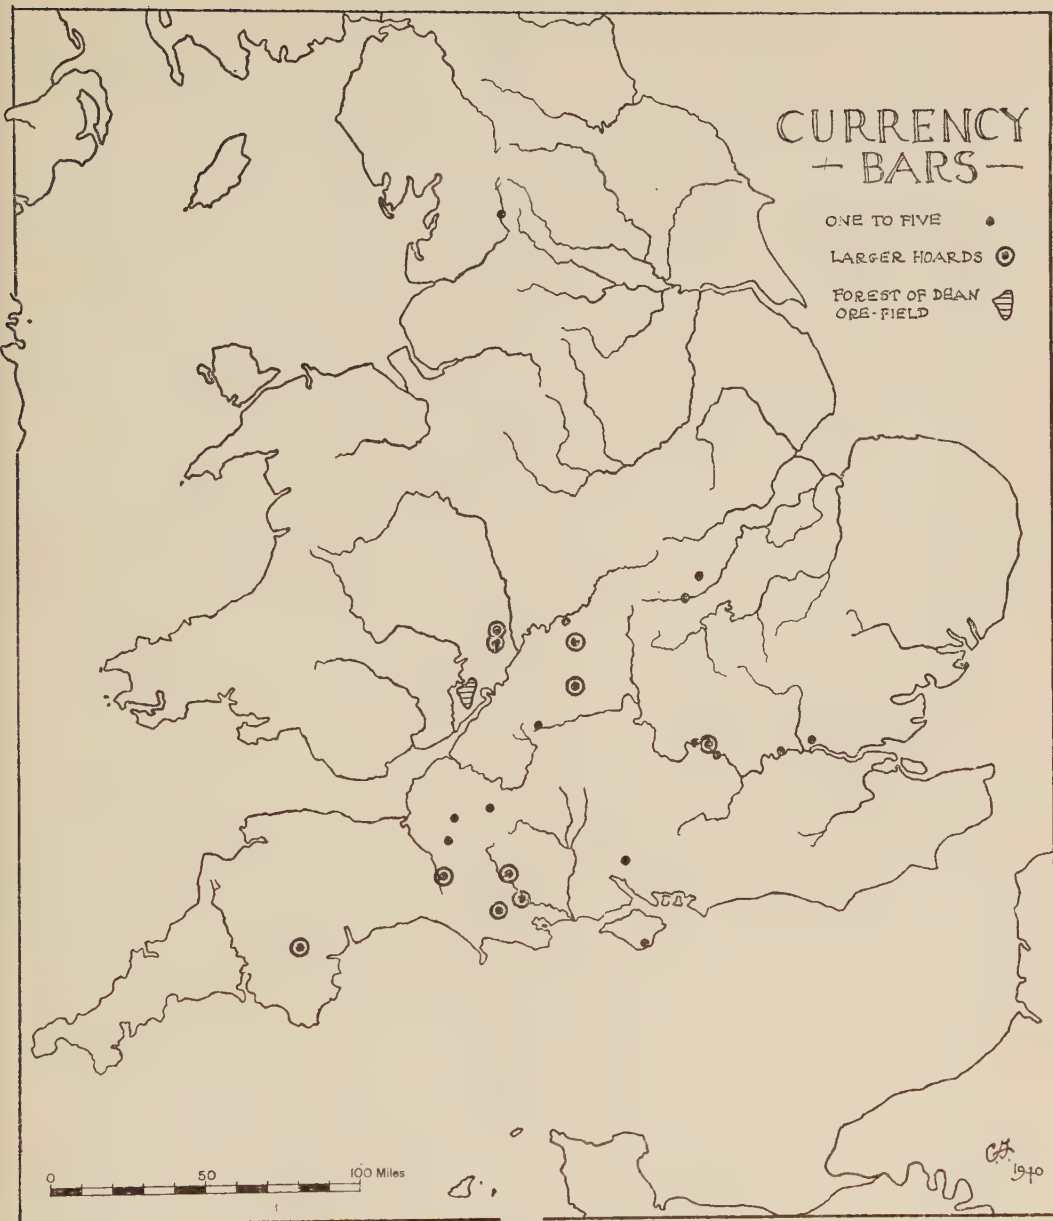 CURRENCY
— BARS —
ONE TO FIVE
LARGER HOARDS
FOREST OF DEAN
ORE-FIELD
0 50 100 Miles
1940